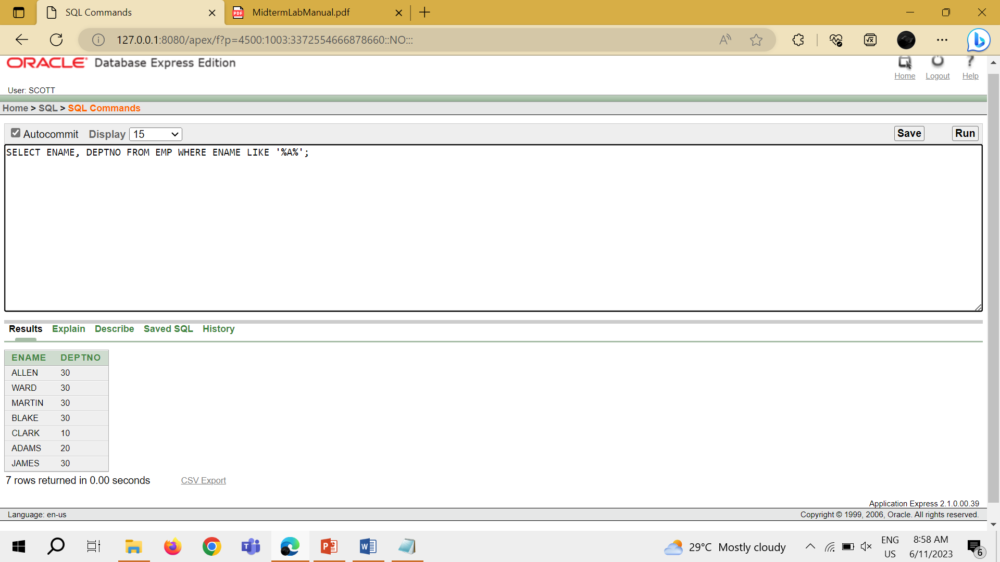 SQL Commands
MidtermLabManual.pdf
127.0.0.1:8080/apex/f?p=4500:1003:3372554666878660::NO:::
ORACLE Database Express Edition
Home Logout Help
User: SCOTT
Home > SQL > SQL Commands
Autocommit Display 15 Save Run
SELECT ENAME, DEPTNO FROM EMP WHERE ENAME LIKE '%A%';
Results Explain Describe Saved SQL History
ENAME DEPTNO
ALLEN 30
WARD 30
MARTIN 30
BLAKE 30
CLARK 10
ADAMS 20
JAMES 30
7 rows returned in 0.00 seconds CSV Export
Application Express 2.1.0.00.39
Language: en-us Copyright © 1999, 2006, Oracle. All rights reserved.
29°C Mostly cloudy
ENG
US
8:58 AM
6/11/2023
6